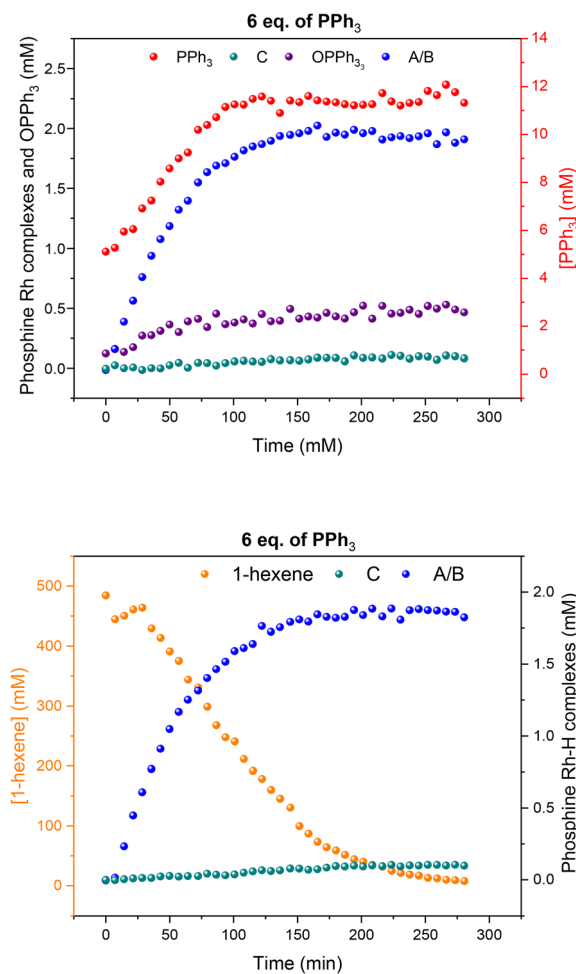 6 eq. of PPh3
PPh3 C OPPh33 A/B
Phosphine Rh complexes and OPPh3 (mM)
2.5
2.0
1.5
1.0
0.5
0.0
14
12
10
8
6
4
2
0
[PPh3] (mM)
0 50 100 150 200 250 300
Time (mM)
6 eq. of PPh3
1-hexene C A/B
[1-hexene] (mM)
500
400
300
200
100
0
2.0
1.5
1.0
0.5
0.0
Phosphine Rh-H complexes (mM)
0 50 100 150 200 250 300
Time (min)